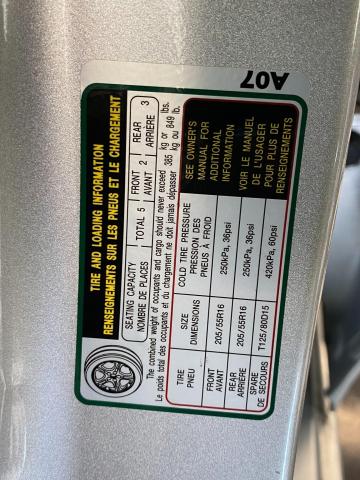 TIRE AND LOADING INFORMATION
RENSEIGNEMENTS SUR LES PNEUS ET LE CHARGEMENT
SEATING CAPACITY
NOMBRE DE PLACES
TOTAL 5
FRONT 2
AVANT
REAR 3
ARRIÈRE
The combined weight of occupants and cargo should never exceed 385 kg or 849 lbs.
Le poids total des occupants et du chargement ne doit jamais dépasser 385 kg ou 849 lb.
TIRE
PNEU
SIZE
DIMENSIONS
COLD TIRE PRESSURE
PRESSION DES
PNEUS À FROID
FRONT
AVANT
205/55R16
250kPa, 36psi
REAR
ARRIÈRE
205/55R16
250kPa, 36psi
SPARE
DE SECOURS
T125/80D15
420kPa, 60psi
SEE OWNER'S
MANUAL FOR
ADDITIONAL
INFORMATION
VOIR LE MANUEL
DE L'USAGER
POUR PLUS DE
RENSEIGNEMENTS
A07